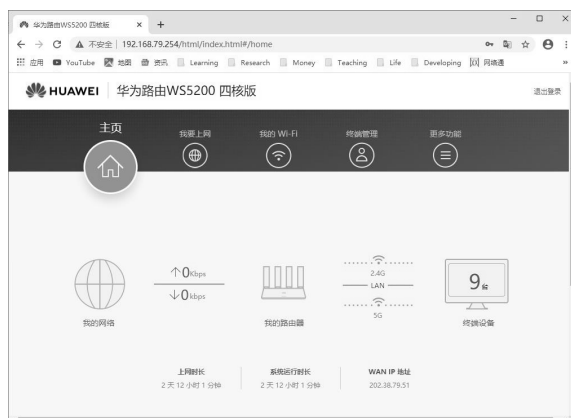 华为路由WS5200 四核版
不安全 | 192.168.79.254/html/index.html#/home
应用 YouTube 地图 资讯 Learning Research Money Teaching Life Developing 网络通 »
HUAWEI 华为路由WS5200 四核版 退出登录
主页 我要上网 我的 Wi-Fi 终端管理 更多功能
↑0Kbps
↓0kbps
2.4G
LAN
5G
9台
我的网络 我的路由器 终端设备
上网时长 系统运行时长 WAN IP 地址
2 天 12 小时 1 分钟 2 天 12 小时 1 分钟 202.38.79.51